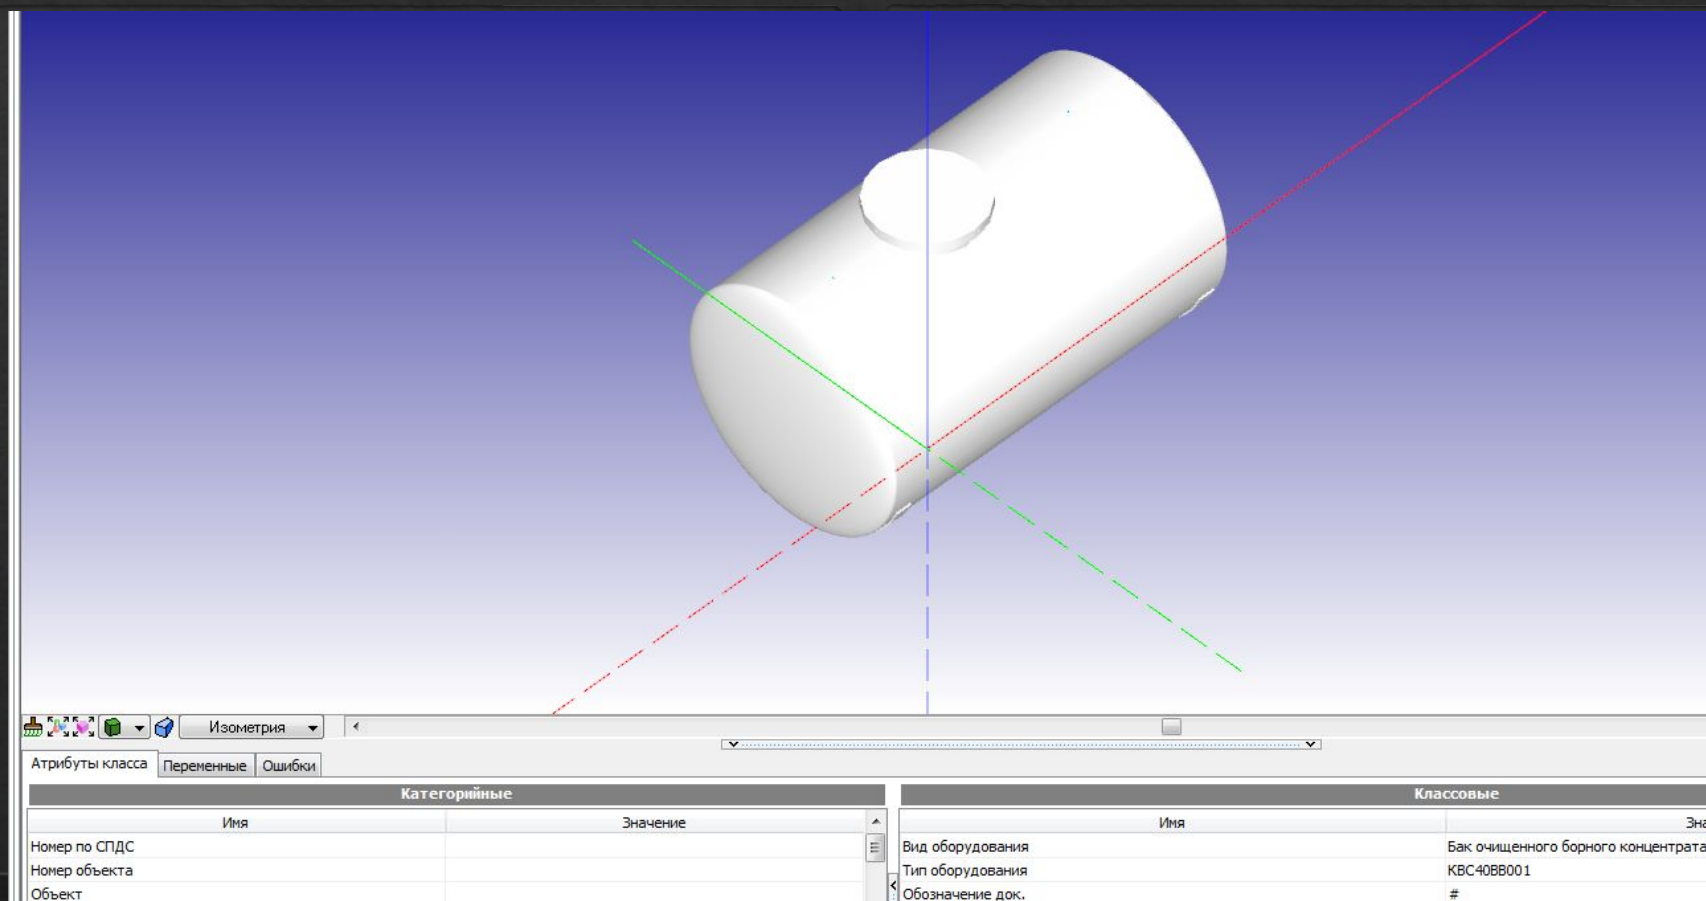 Изометрия
Атрибуты класса Переменные Ошибки
Категорийные Классовые
Имя Значение Имя
Номер по СПДС Вид оборудования Бак очищенного борного концентрата
Номер объекта Тип оборудования KBC40BB001
Объект Обозначение док. #